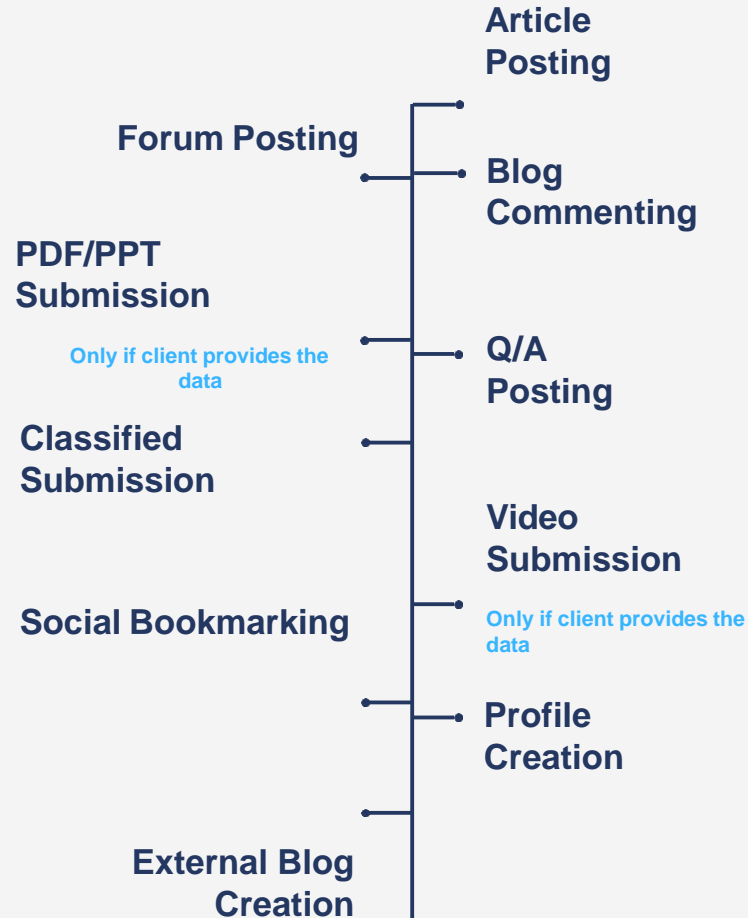 Article
Posting
Forum Posting
Blog
Commenting
PDF/PPT
Submission
Only if client provides the
data
Q/A
Posting
Classified
Submission
Video
Submission
Only if client provides the
data
Social Bookmarking
Profile
Creation
External Blog
Creation